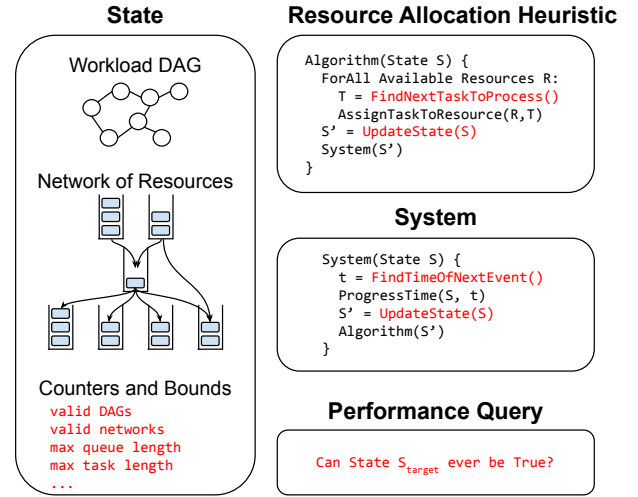 State
Workload DAG
Network of Resources
Counters and Bounds
valid DAGs
valid networks
max queue length
max task length
...
Resource Allocation Heuristic
Algorithm(State S) {
ForAll Available Resources R:
T = FindNextTaskToProcess()
AssignTaskToResource(R,T)
S’ = UpdateState(S)
System(S’)
}
System
System(State S) {
t = FindTimeOfNextEvent()
ProgressTime(S, t)
S’ = UpdateState(S)
Algorithm(S’)
}
Performance Query
Can State S_target ever be True?